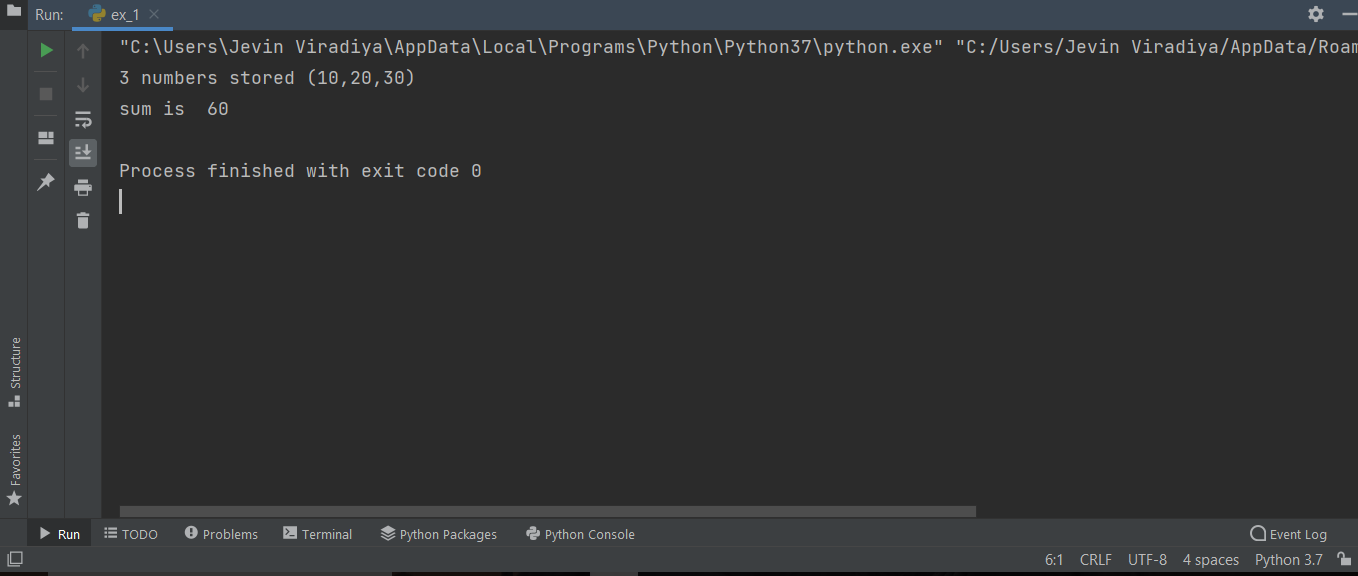 Run: ex_1
"C:\Users\Jevin Viradiya\AppData\Local\Programs\Python\Python37\python.exe" "C:/Users/Jevin Viradiya/AppData/Roam
3 numbers stored (10,20,30)
sum is  60
Process finished with exit code 0
Structure
Favorites
Run TODO Problems Terminal Python Packages Python Console Event Log
6:1 CRLF UTF-8 4 spaces Python 3.7